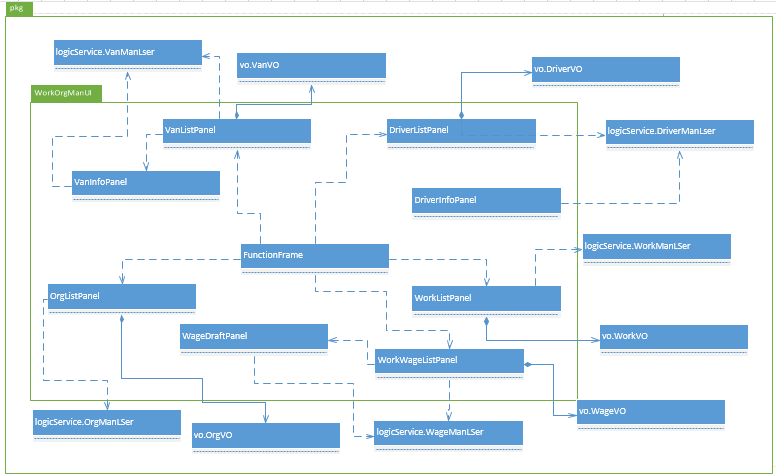 pkg
logicService.VanManLser
vo.VanVO
vo.DriverVO
WorkOrgManUI
VanListPanel
DriverListPanel
logicService.DriverManLser
VanInfoPanel
DriverInfoPanel
FunctionFrame
logicService.WorkManLSer
OrgListPanel
WorkListPanel
WageDraftPanel
vo.WorkVO
WorkWageListPanel
logicService.OrgManLSer
vo.OrgVO
logicService.WageManLSer
vo.WageVO